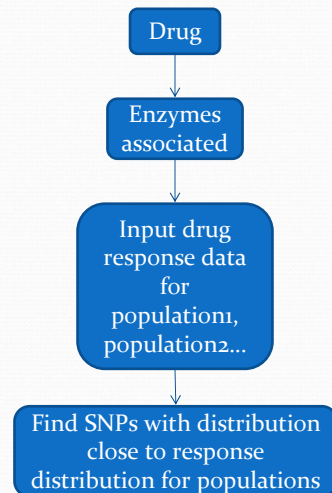 Drug
Enzymes
associated
Input drug
response data
for
population1,
population2...
Find SNPs with distribution
close to response
distribution for populations